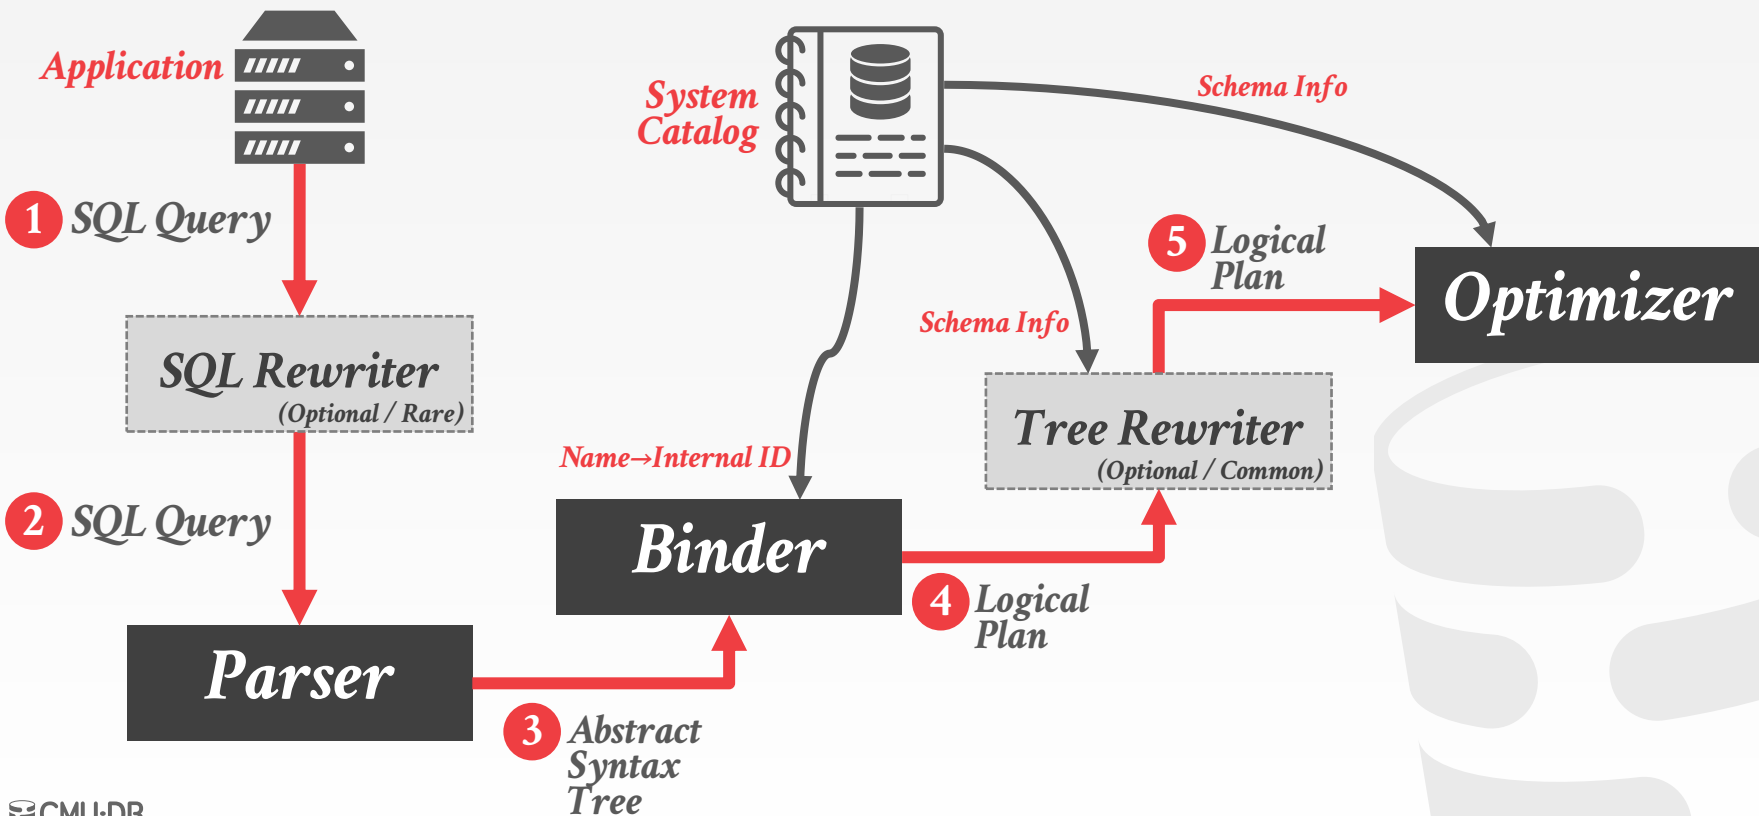 Application
System
Catalog
Schema Info
1 SQL Query
5 Logical
Plan
Optimizer
Schema Info
SQL Rewriter
(Optional / Rare)
Tree Rewriter
(Optional / Common)
Name→Internal ID
2 SQL Query
Binder
4 Logical
Plan
Parser
3 Abstract
Syntax
Tree
CMU·DB